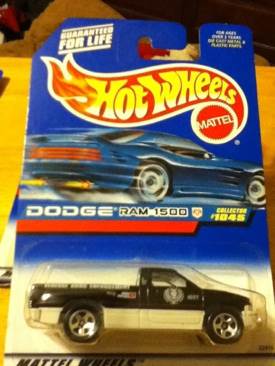 GUARANTEED
FOR LIFE
FOR AGES
OVER 3 YEARS
DIE CAST METAL &
PLASTIC PARTS
Hot Wheels
MATTEL
DODGE RAM 1500
COLLECTOR
#1045
MATTEL WHEELS